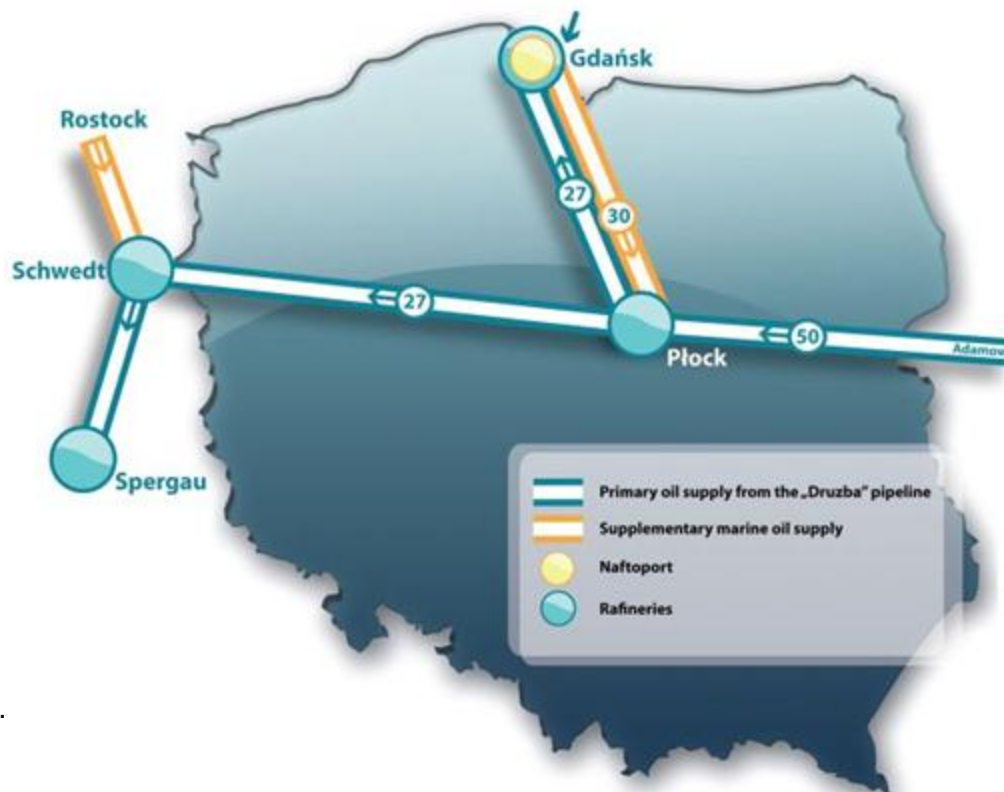 Gdańsk
Rostock
27
30
Schwedt
27
50
Adamow
Płock
Spergau
Primary oil supply from the „Druzba” pipeline
Supplementary marine oil supply
Naftoport
Rafineries
.